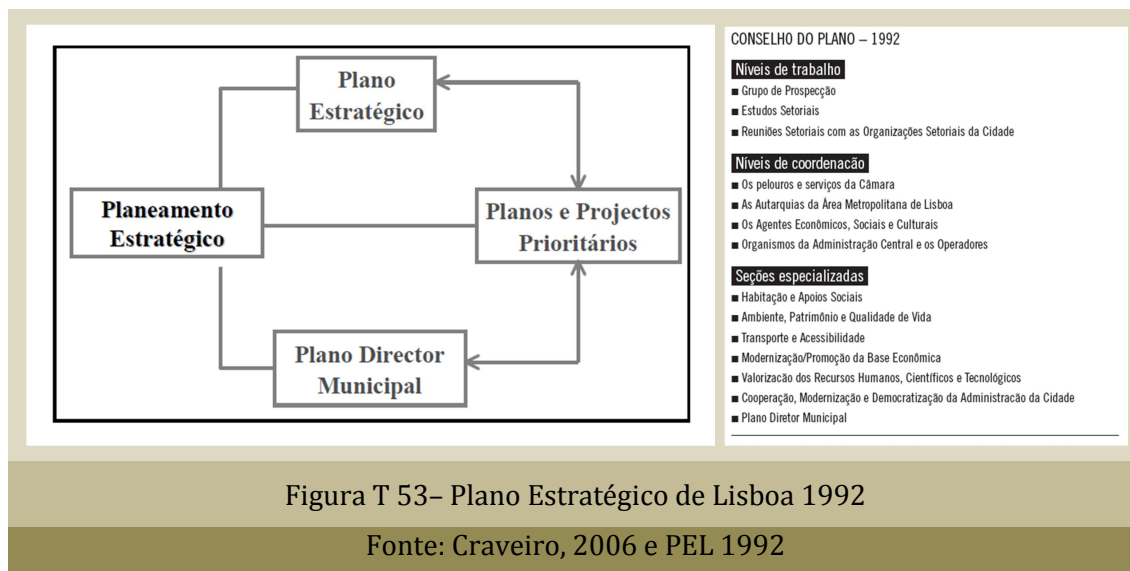 Plano
Estratégico
Planeamento
Estratégico
Planos e Projectos
Prioritários
Plano Director
Municipal
CONSELHO DO PLANO – 1992
Níveis de trabalho
■ Grupo de Prospecção
■ Estudos Setoriais
■ Reuniões Setoriais com as Organizações Setoriais da Cidade
Níveis de coordenacão
■ Os pelouros e serviços da Câmara
■ As Autarquias da Área Metropolitana de Lisboa
■ Os Agentes Econômicos, Sociais e Culturais
■ Organismos da Administração Central e os Operadores
Seções especializadas
■ Habitação e Apoios Sociais
■ Ambiente, Patrimônio e Qualidade de Vida
■ Transporte e Acessibilidade
■ Modernização/Promoção da Base Econômica
■ Valorizacão dos Recursos Humanos, Científicos e Tecnológicos
■ Cooperação, Modernização e Democratização da Administracão da Cidade
■ Plano Diretor Municipal
Figura T 53– Plano Estratégico de Lisboa 1992
Fonte: Craveiro, 2006 e PEL 1992